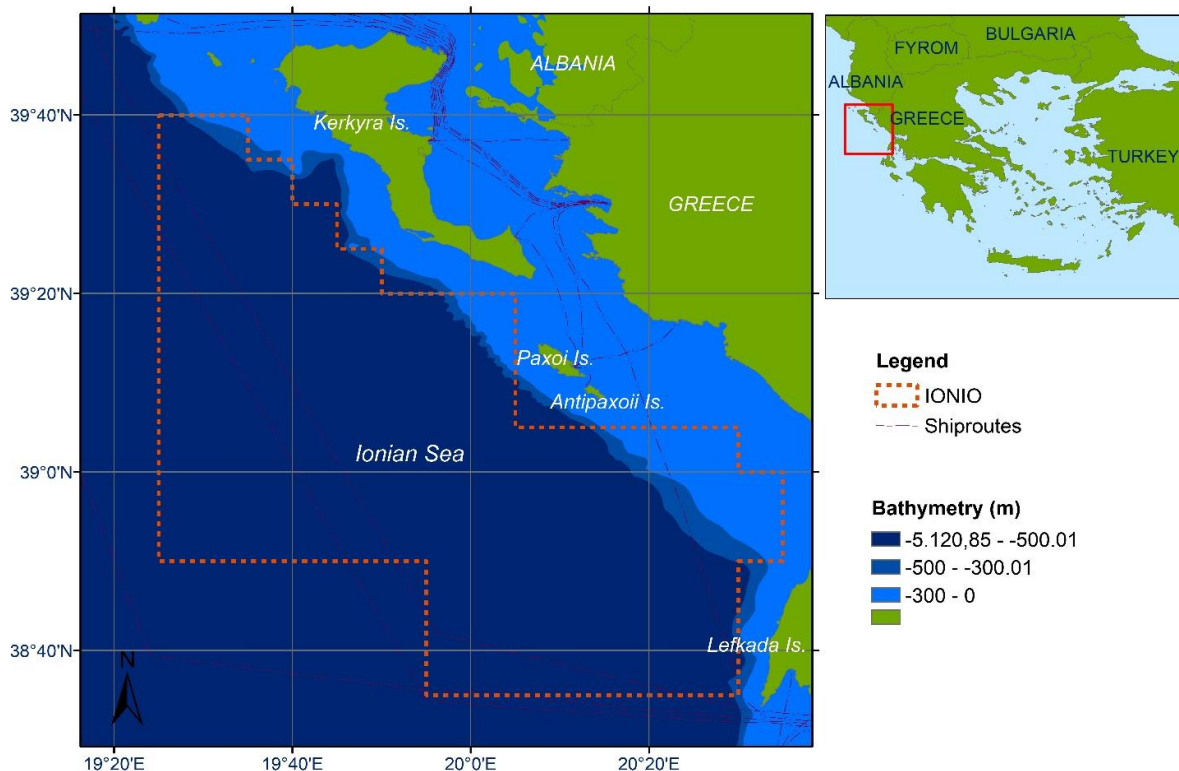 ALBANIA
Kerkyra Is.
GREECE
Paxoi Is.
Antipaxoii Is.
Ionian Sea
Lefkada Is.
N
39°40'N
39°20'N
39°0'N
38°40'N
19°20'E
19°40'E
20°0'E
20°20'E
BULGARIA
FYROM
ALBANIA
GREECE
TURKEY
Legend
IONIO
Shiproutes
Bathymetry (m)
-5.120,85 - -500.01
-500 - -300.01
-300 - 0